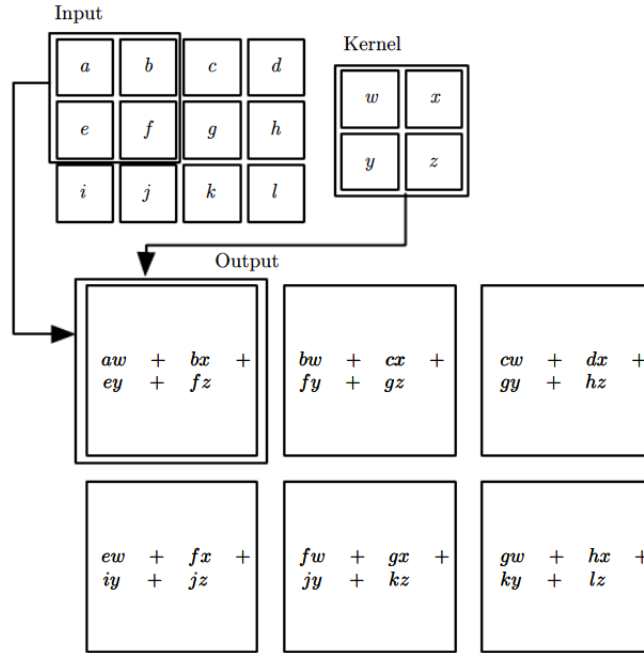 Input
Kernel
a b c d
w x
e f g h
y z
i j k l
Output
aw + bx +
ey + fz
bw + cx +
fy + gz
cw + dx +
gy + hz
ew + fx +
iy + jz
fw + gx +
jy + kz
gw + hx +
ky + lz